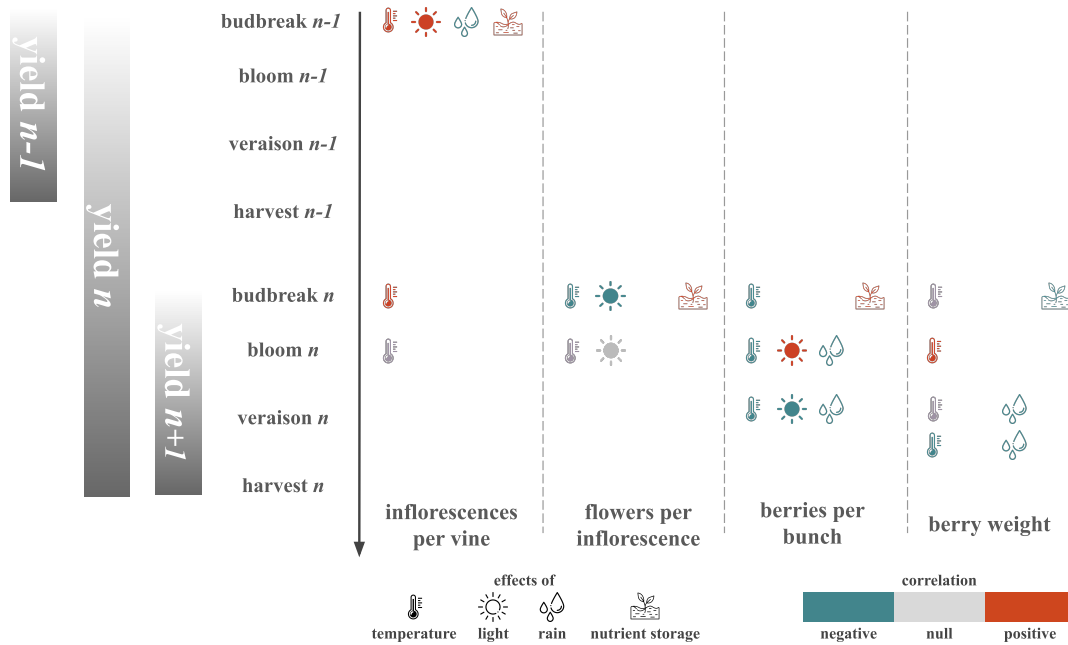 yield n-1
yield n
yield n+1
budbreak n-1
bloom n-1
veraison n-1
harvest n-1
budbreak n
bloom n
veraison n
harvest n
inflorescences
per vine
flowers per
inflorescence
berries per
bunch
berry weight
effects of
temperature
light
rain
nutrient storage
correlation
negative
null
positive